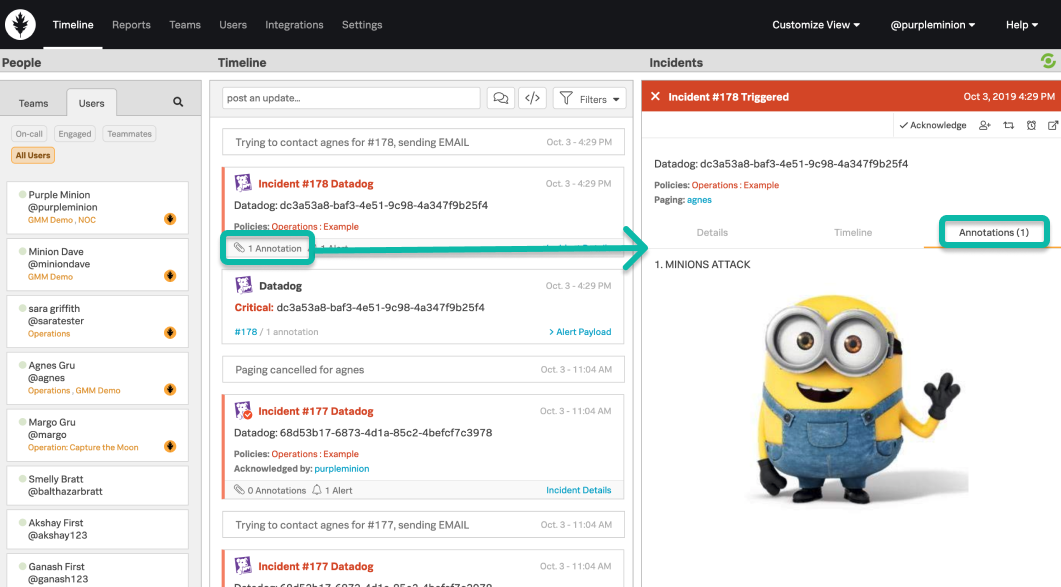 Timeline Reports Teams Users Integrations Settings Customize View @purpleminion Help
People
Teams Users
On-call Engaged Teammates
All Users
Purple Minion
@purpleminion
GMM Demo , NOC
Minion Dave
@miniondave
GMM Demo
sara griffith
@saratester
Operations
Agnes Gru
@agnes
Operations , GMM Demo
Margo Gru
@margo
Operation: Capture the Moon
Smelly Bratt
@balthazarbratt
Akshay First
@akshay123
Ganash First
@ganash123
Timeline
post an update... </> Filters
Trying to contact agnes for #178, sending EMAIL Oct. 3 - 4:29 PM
Incident #178 Datadog Oct. 3 - 4:29 PM
Datadog: dc3a53a8-baf3-4e51-9c98-4a347f9b25f4
Policies: Operations : Example
1 Annotation 1 Alert
Datadog Oct. 3 - 4:29 PM
Critical: dc3a53a8-baf3-4e51-9c98-4a347f9b25f4
#178 / 1 annotation > Alert Payload
Paging cancelled for agnes Oct. 3 - 11:04 AM
Incident #177 Datadog Oct. 3 - 11:04 AM
Datadog: 68d53b17-6873-4d1a-85c2-4befcf7c3978
Policies: Operations : Example
Acknowledged by: purpleminion
0 Annotations 1 Alert Incident Details
Trying to contact agnes for #177, sending EMAIL Oct. 3 - 11:04 AM
Incident #177 Datadog Oct. 3 - 11:04 AM
Datadog: 68d53b17-6873-4d1a-85c2-4befcf7c3978
Incidents
Incident #178 Triggered Oct 3, 2019 4:29 PM
Acknowledge
Datadog: dc3a53a8-baf3-4e51-9c98-4a347f9b25f4
Policies: Operations : Example
Paging: agnes
Details Timeline Annotations (1)
1. MINIONS ATTACK